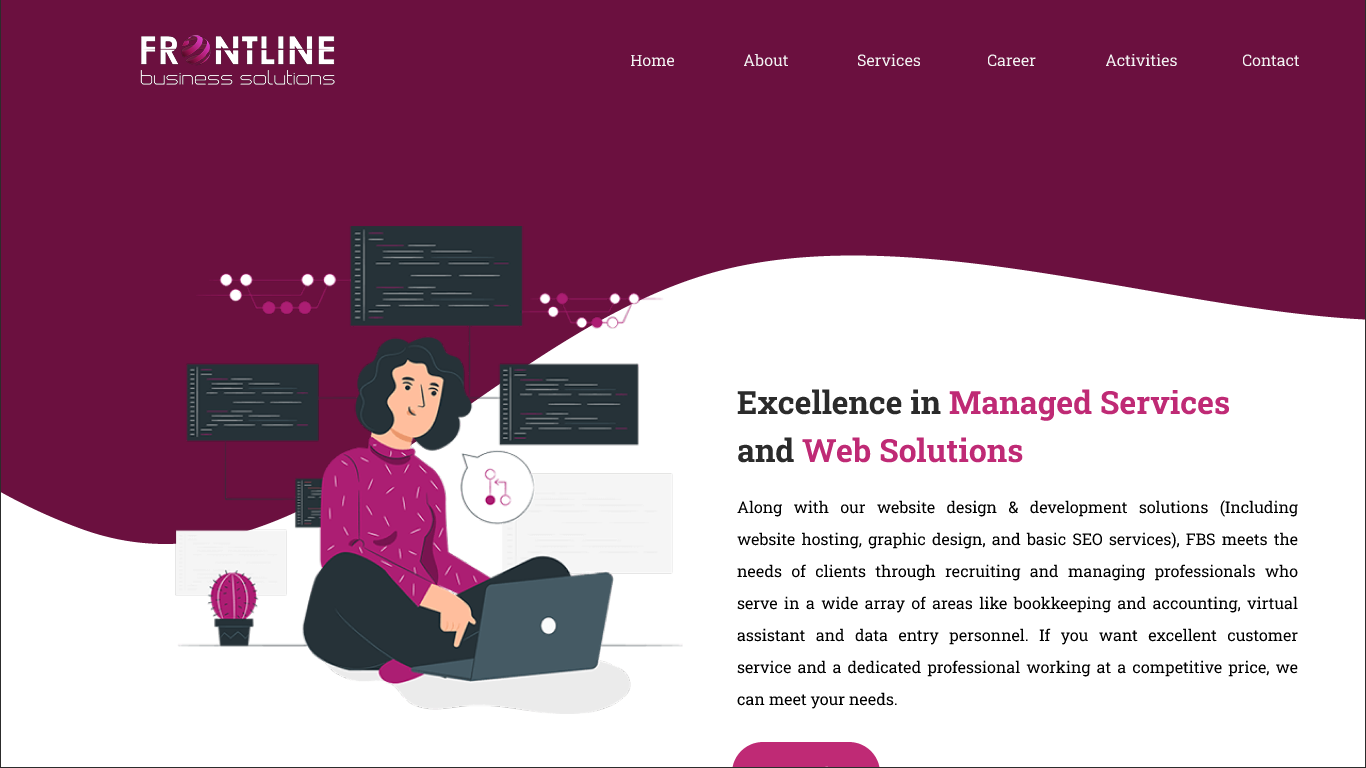 FRONTLINE
business solutions
Home About Services Career Activities Contact
Excellence in Managed Services
and Web Solutions
Along with our website design & development solutions (Including
website hosting, graphic design, and basic SEO services), FBS meets the
needs of clients through recruiting and managing professionals who
serve in a wide array of areas like bookkeeping and accounting, virtual
assistant and data entry personnel. If you want excellent customer
service and a dedicated professional working at a competitive price, we
can meet your needs.